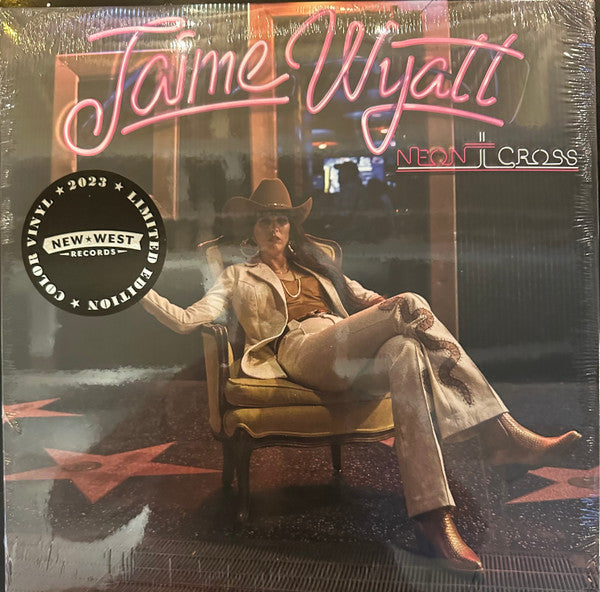 Jaime Wyatt
NEON CROSS
COLOR VINYL ★ 2023 ★ LIMITED EDITION ★
NEW★WEST
RECORDS